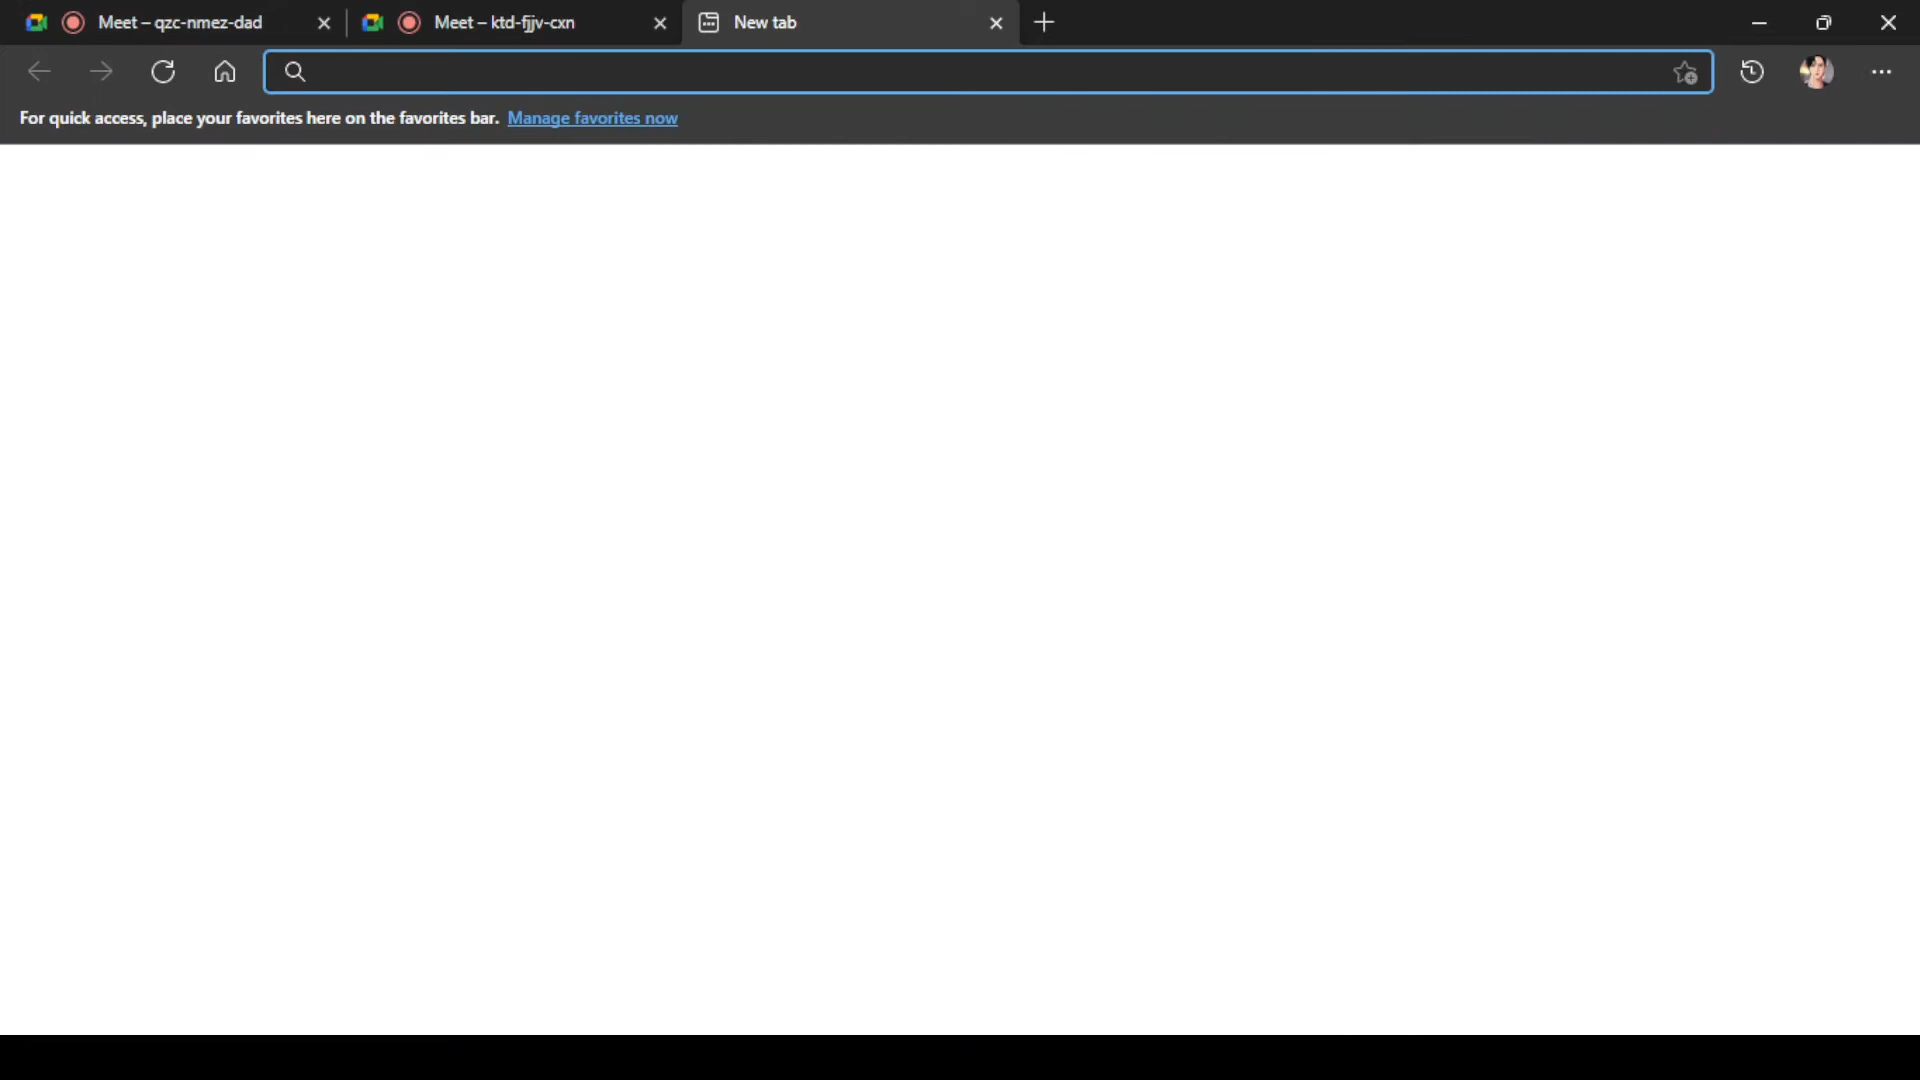 Meet – qzc-nmez-dad
Meet – ktd-fjjv-cxn
New tab
For quick access, place your favorites here on the favorites bar. Manage favorites now